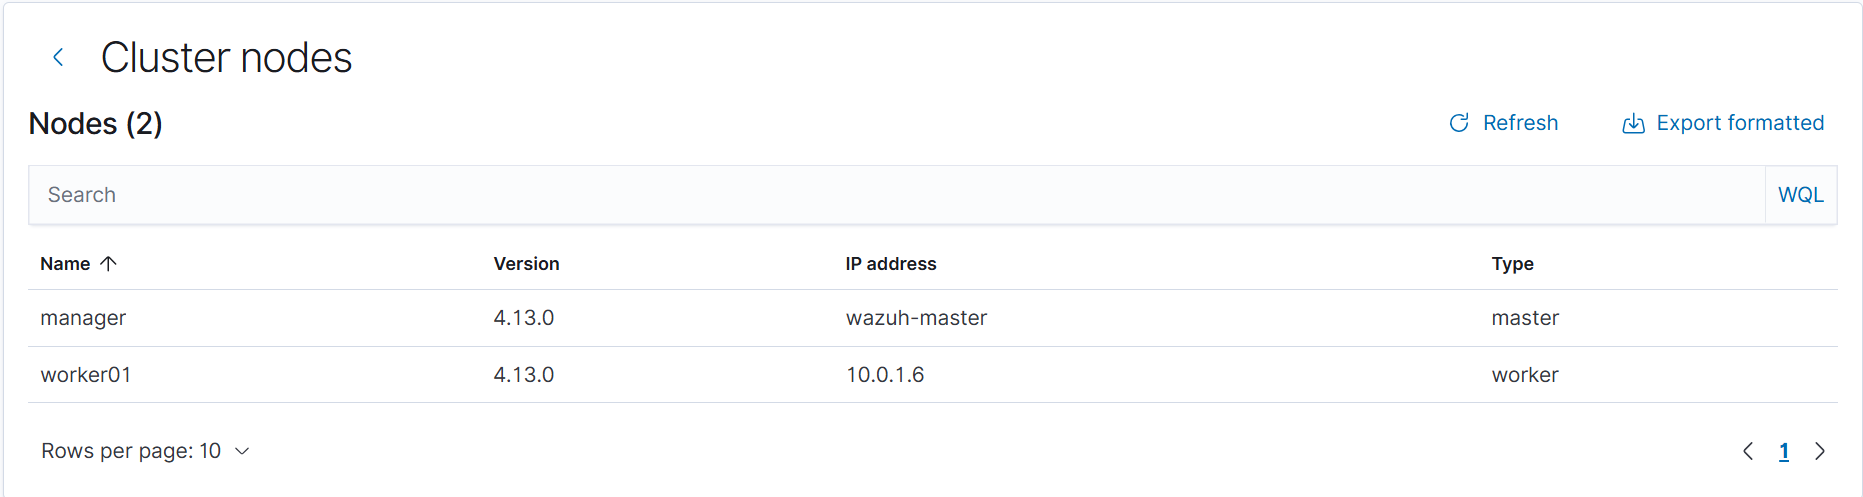 Cluster nodes
Nodes (2)
Refresh
Export formatted
Search
WQL
Name Version IP address Type
manager 4.13.0 wazuh-master master
worker01 4.13.0 10.0.1.6 worker
Rows per page: 10
1